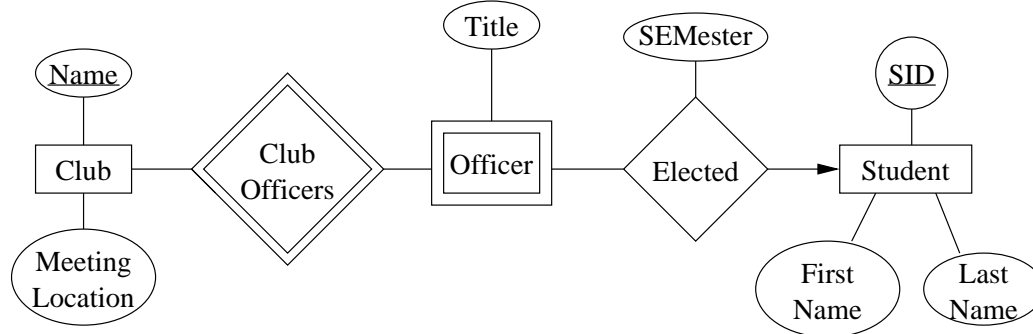 Title
SEMester
Name
SID
Club
Club
Officers
Officer
Elected
Student
Meeting
Location
First
Name
Last
Name